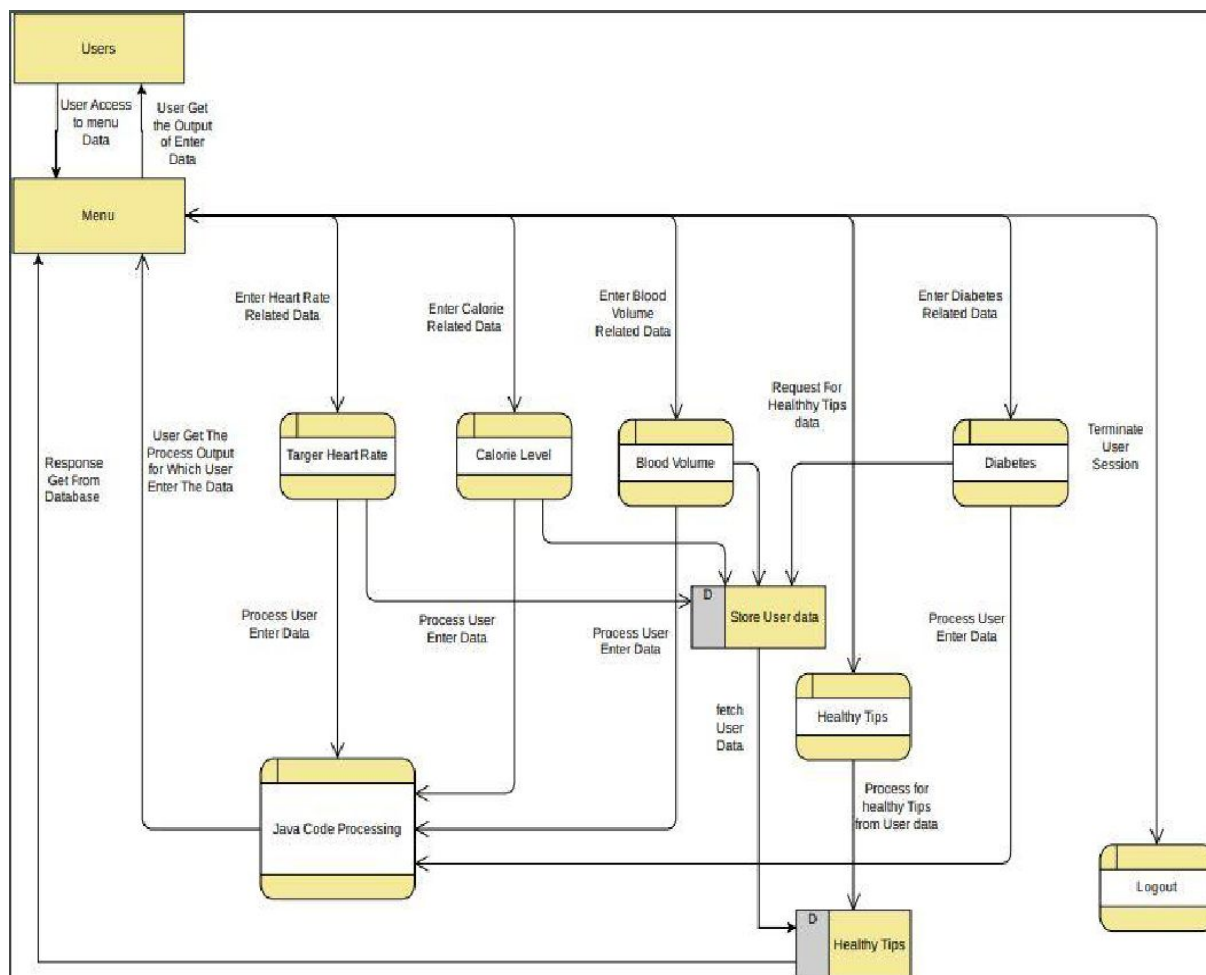 Users
User Access
to menu
Data
User Get
the Output
of Enter
Data
Menu
Enter Heart Rate
Related Data
Enter Calorie
Related Data
Enter Blood
Volume
Related Data
Enter Diabetes
Related Data
Request For
Healthhy Tips
data
Terminate
User
Session
Response
Get From
Database
User Get The
Process Output
for Which User
Enter The Data
Targer Heart Rate
Calorie Level
Blood Volume
Diabetes
D
Store User data
Process User
Enter Data
Process User
Enter Data
Process User
Enter Data
Process User
Enter Data
fetch
User
Data
Healthy Tips
Process for
healthy Tips
from User data
Java Code Processing
Logout
D
Healthy Tips